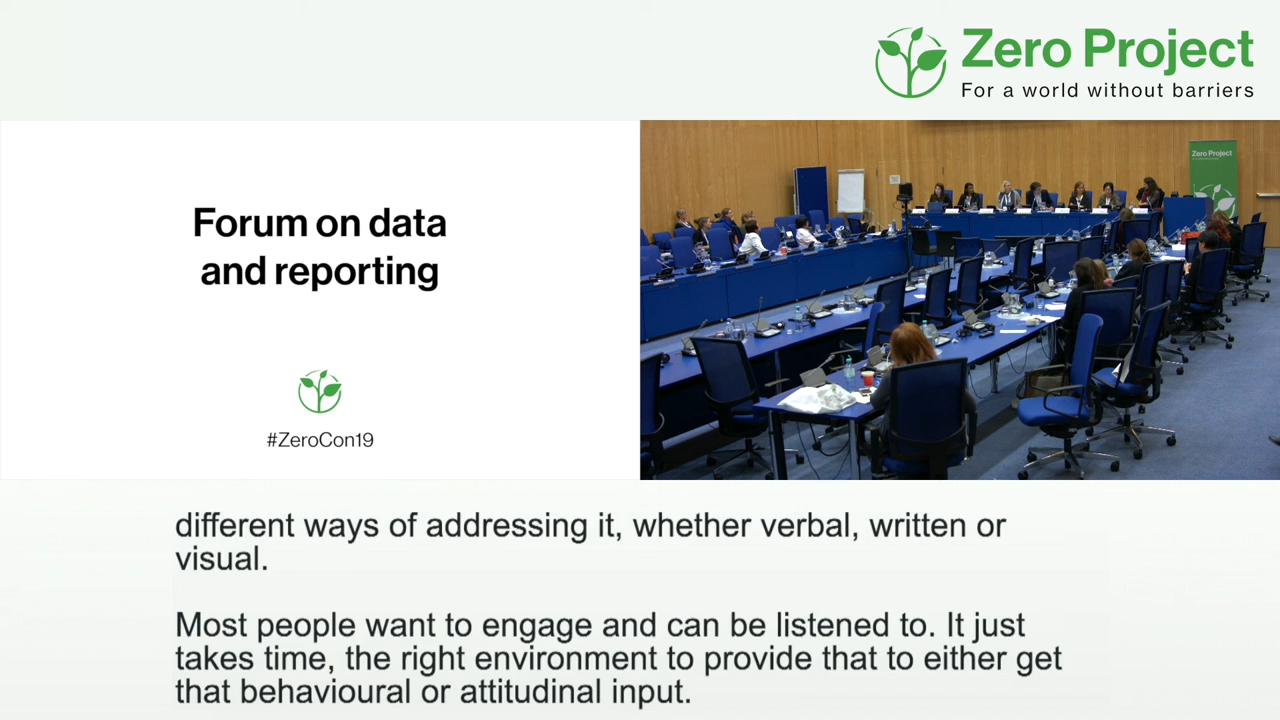 Zero Project
For a world without barriers
Forum on data
and reporting
#ZeroCon19
Zero Project
different ways of addressing it, whether verbal, written or
visual.
Most people want to engage and can be listened to. It just
takes time, the right environment to provide that to either get
that behavioural or attitudinal input.